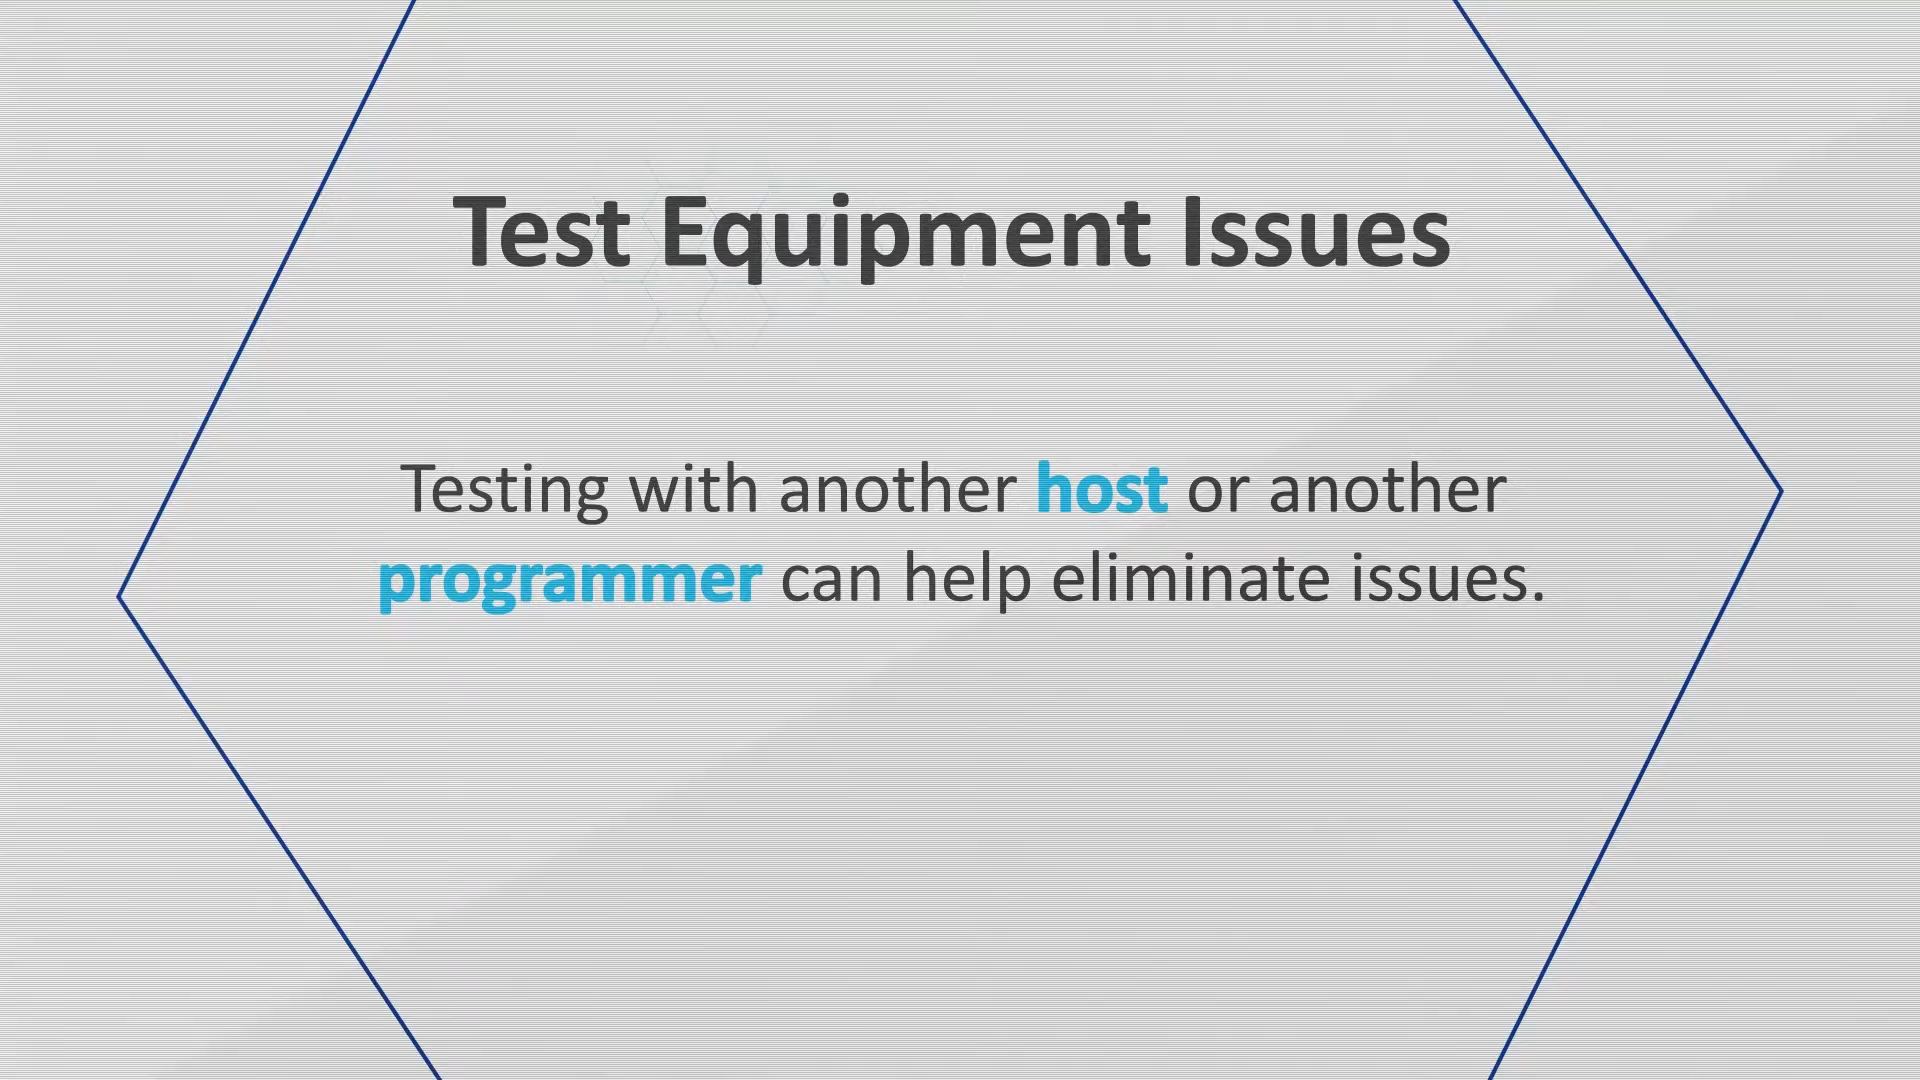 Test Equipment Issues
Testing with another host or another
programmer can help eliminate issues.